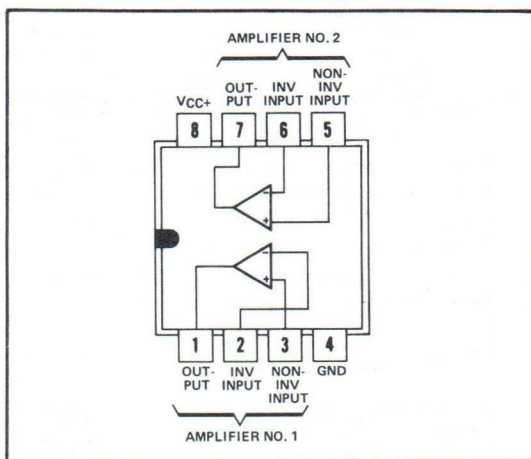 AMPLIFIER NO. 2
OUT-
PUT
INV
INPUT
NON-
INV
INPUT
VCC+
8
7
6
5
-
+
-
+
1
2
3
4
OUT-
PUT
INV
INPUT
NON-
INV
INPUT
GND
AMPLIFIER NO. 1